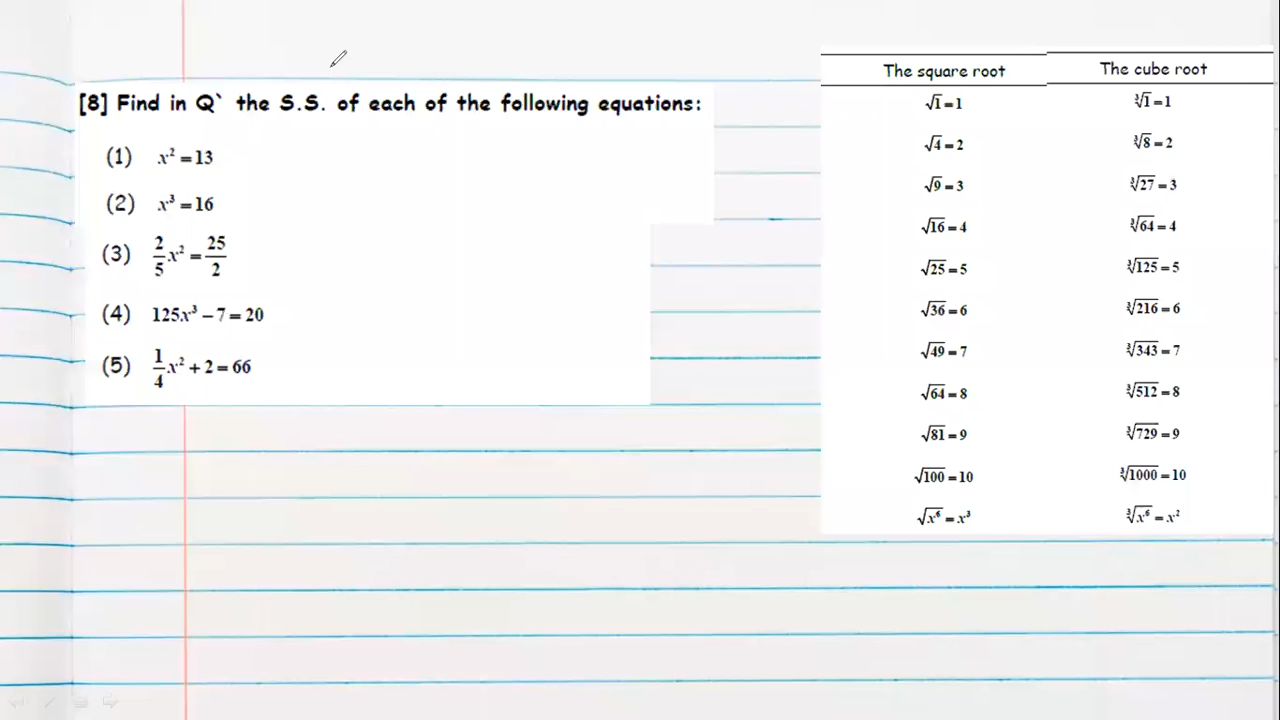 [8] Find in Q` the S.S. of each of the following equations:
(1) x² = 13
(2) x³ = 16
(3) 2/5 x² = 25/2
(4) 125x³ − 7 = 20
(5) 1/4 x² + 2 = 66
The square root The cube root
√1 = 1 ∛1 = 1
√4 = 2 ∛8 = 2
√9 = 3 ∛27 = 3
√16 = 4 ∛64 = 4
√25 = 5 ∛125 = 5
√36 = 6 ∛216 = 6
√49 = 7 ∛343 = 7
√64 = 8 ∛512 = 8
√81 = 9 ∛729 = 9
√100 = 10 ∛1000 = 10
√x⁶ = x³ ∛x⁶ = x²